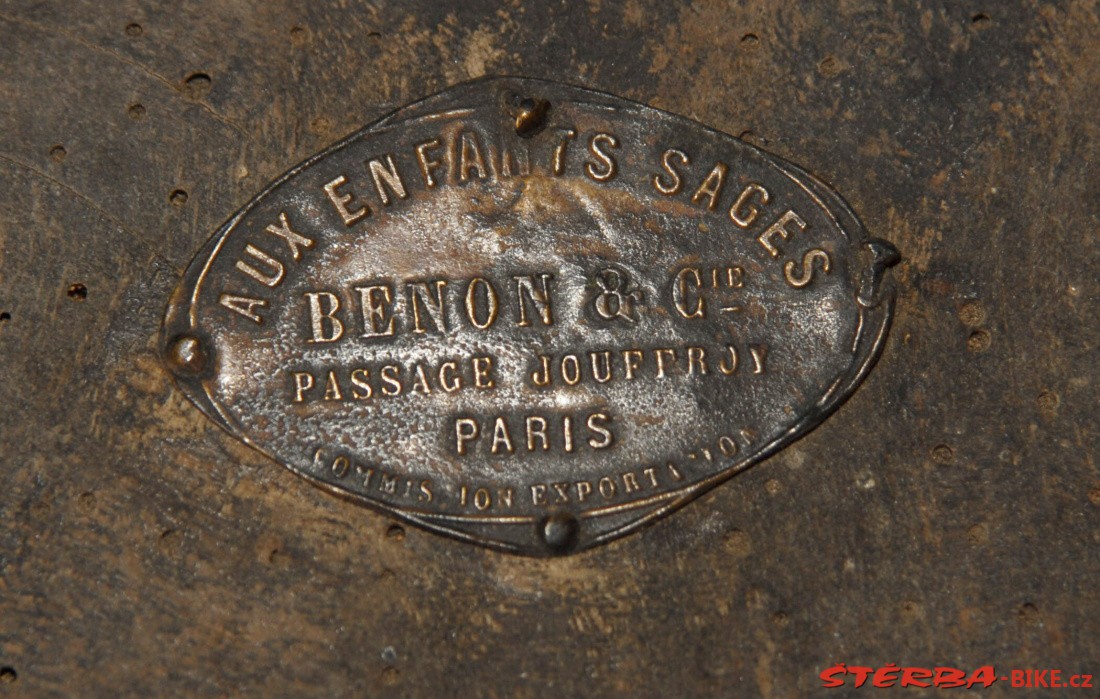 AUX ENFANTS SAGES
BENON & CIE
PASSAGE JOUFFROY
PARIS
COMMISSION EXPORTATION
ŠTĚRBA-BIKE.cz